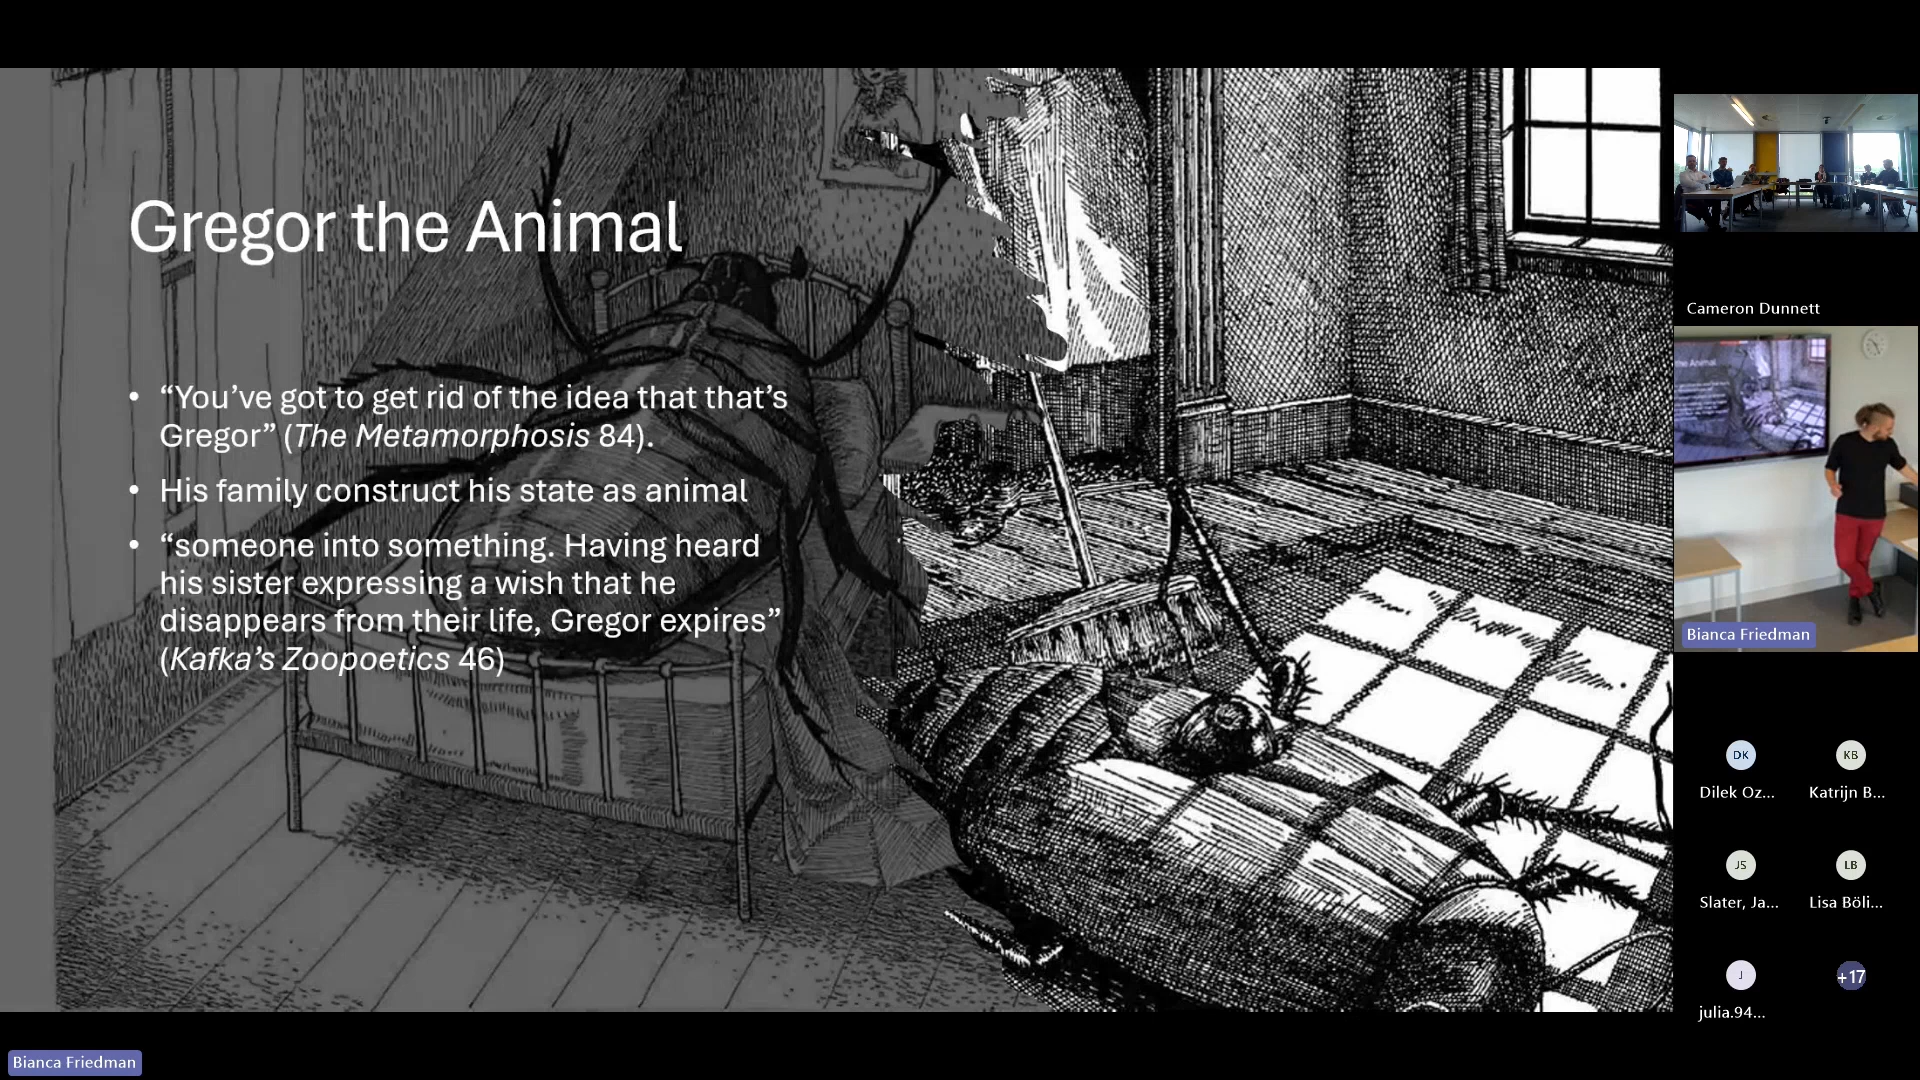 Gregor the Animal
• “You’ve got to get rid of the idea that that’s
Gregor” (The Metamorphosis 84).
• His family construct his state as animal
• “someone into something. Having heard
his sister expressing a wish that he
disappears from their life, Gregor expires”
(Kafka’s Zoopoetics 46)
Cameron Dunnett
Bianca Friedman
DK
KB
Dilek Oz...
Katrijn B...
JS
LB
Slater, Ja...
Lisa Böli...
J
+17
julia.94...
Bianca Friedman